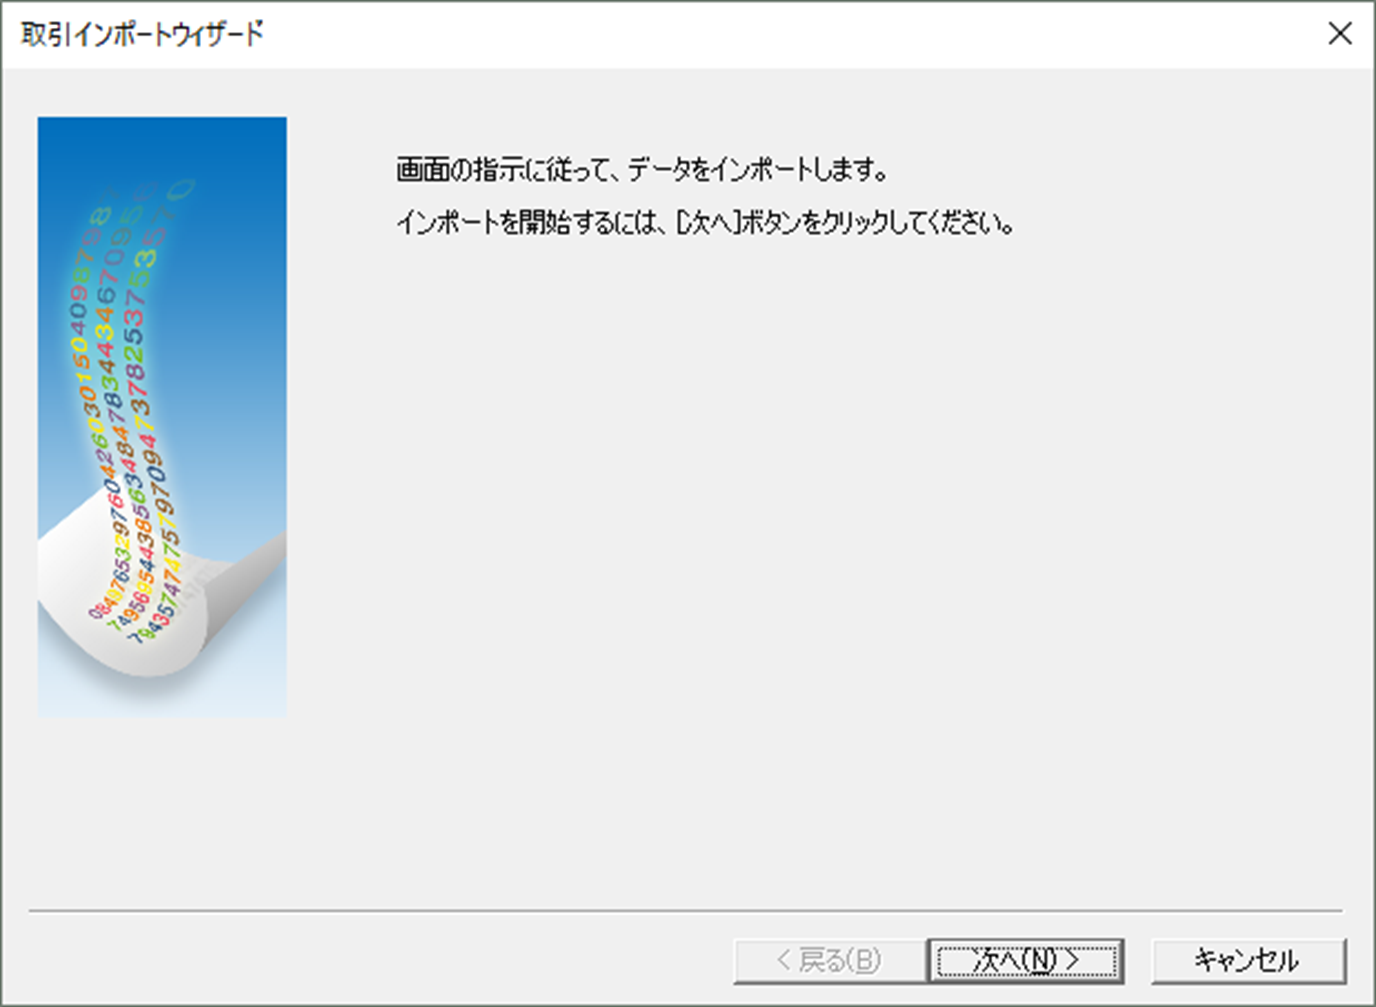 取引インポートウィザード
画面の指示に従って、データをインポートします。
インポートを開始するには、[次へ]ボタンをクリックしてください。
< 戻る(B)
次へ(N) >
キャンセル